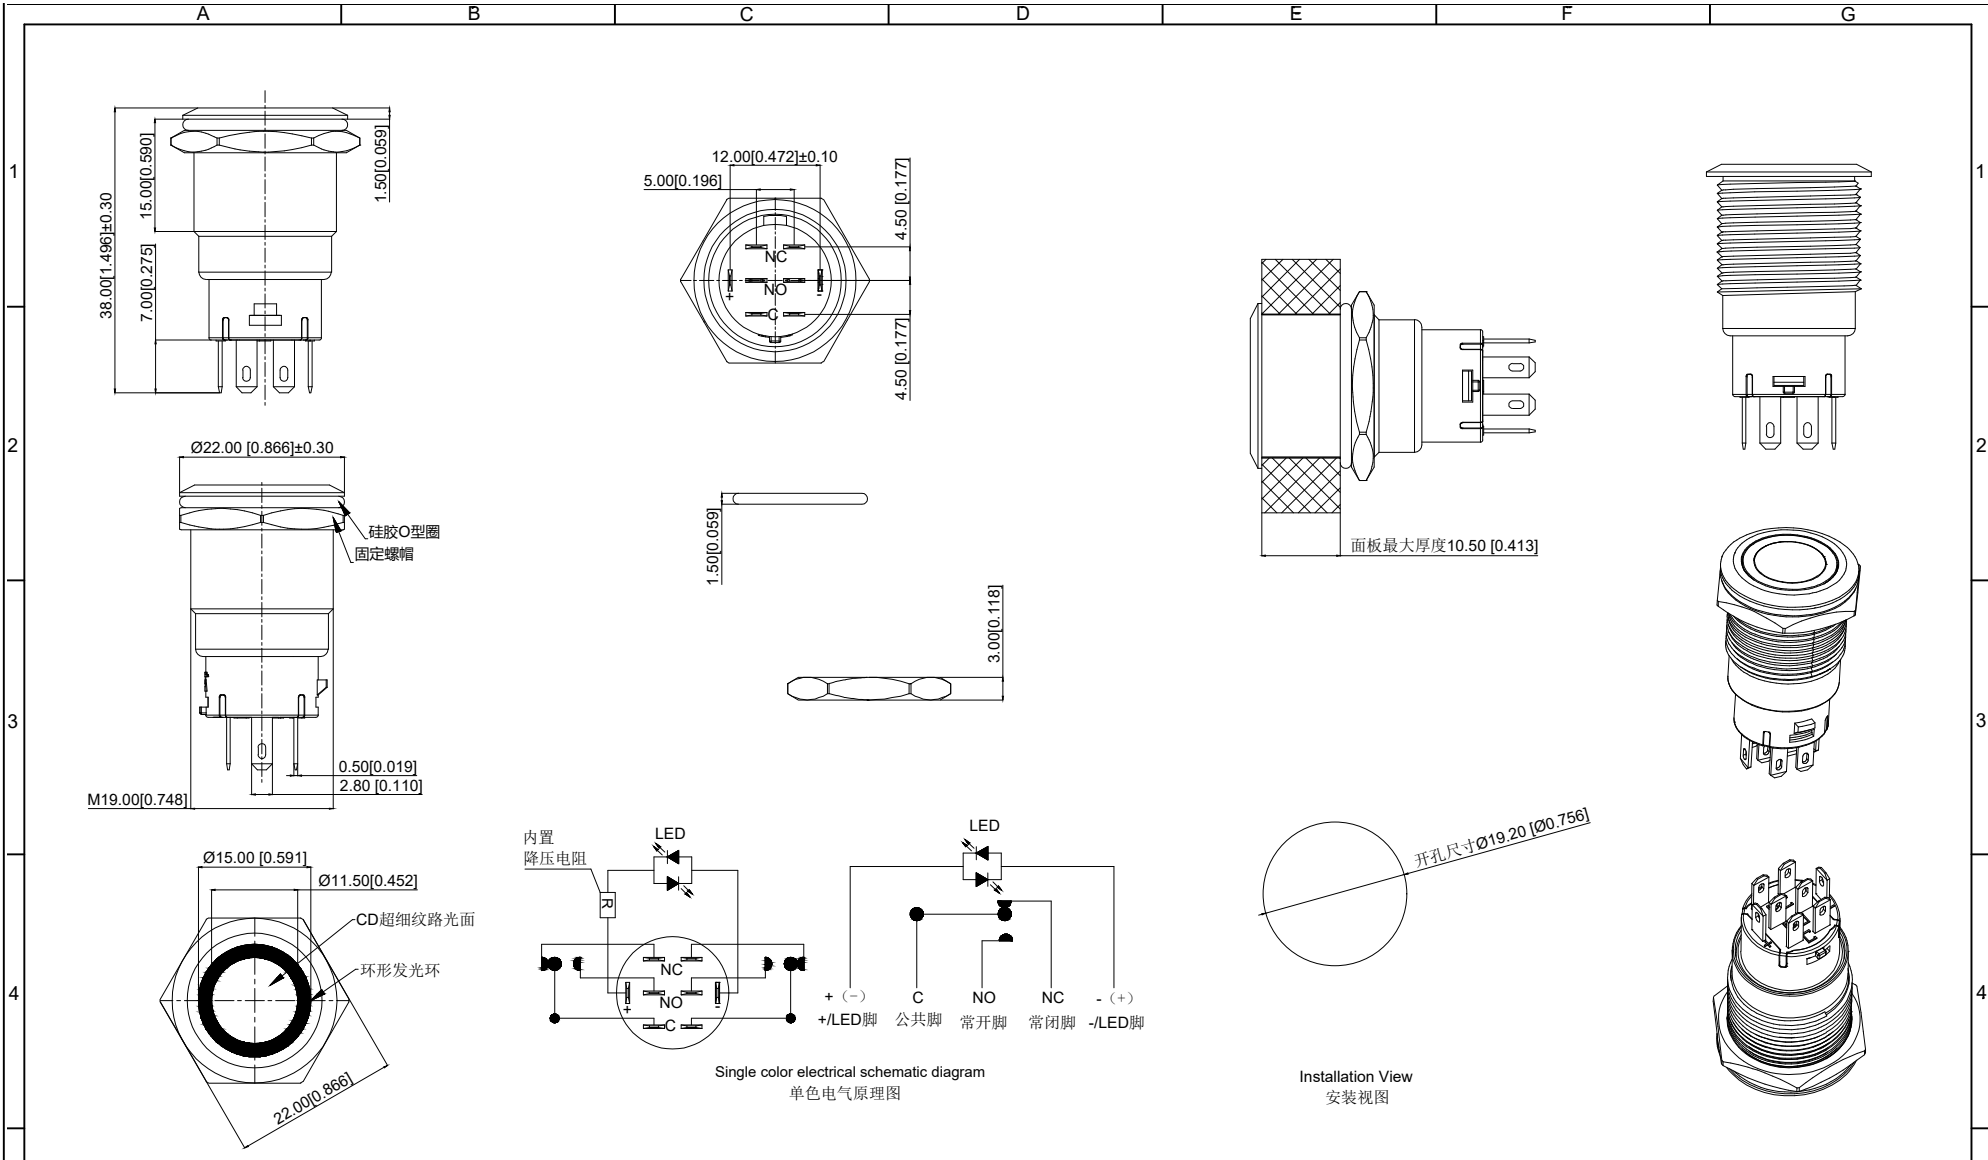 A B C D E F G
1
2
3
4
1
2
3
4
38.00[1.496]±0.30
15.00[0.590]
7.00[0.275]
1.50[0.059]
12.00[0.472]±0.10
5.00[0.196]
4.50 [0.177]
4.50 [0.177]
NC
NO
C
+
-
Ø22.00 [0.866]±0.30
硅胶O型圈
固定螺帽
1.50[0.059]
3.00[0.118]
面板最大厚度10.50 [0.413]
0.50[0.019]
2.80 [0.110]
M19.00[0.748]
Ø15.00 [0.591]
Ø11.50[0.452]
CD超细纹路光面
环形发光环
22.00[0.866]
内置
降压电阻
LED
R
NC
NO
C
+
-
LED
+（-） C NO NC -（+）
+/LED脚 公共脚 常开脚 常闭脚 -/LED脚
Single color electrical schematic diagram
单色电气原理图
开孔尺寸Ø19.20 [Ø0.756]
Installation View
安装视图